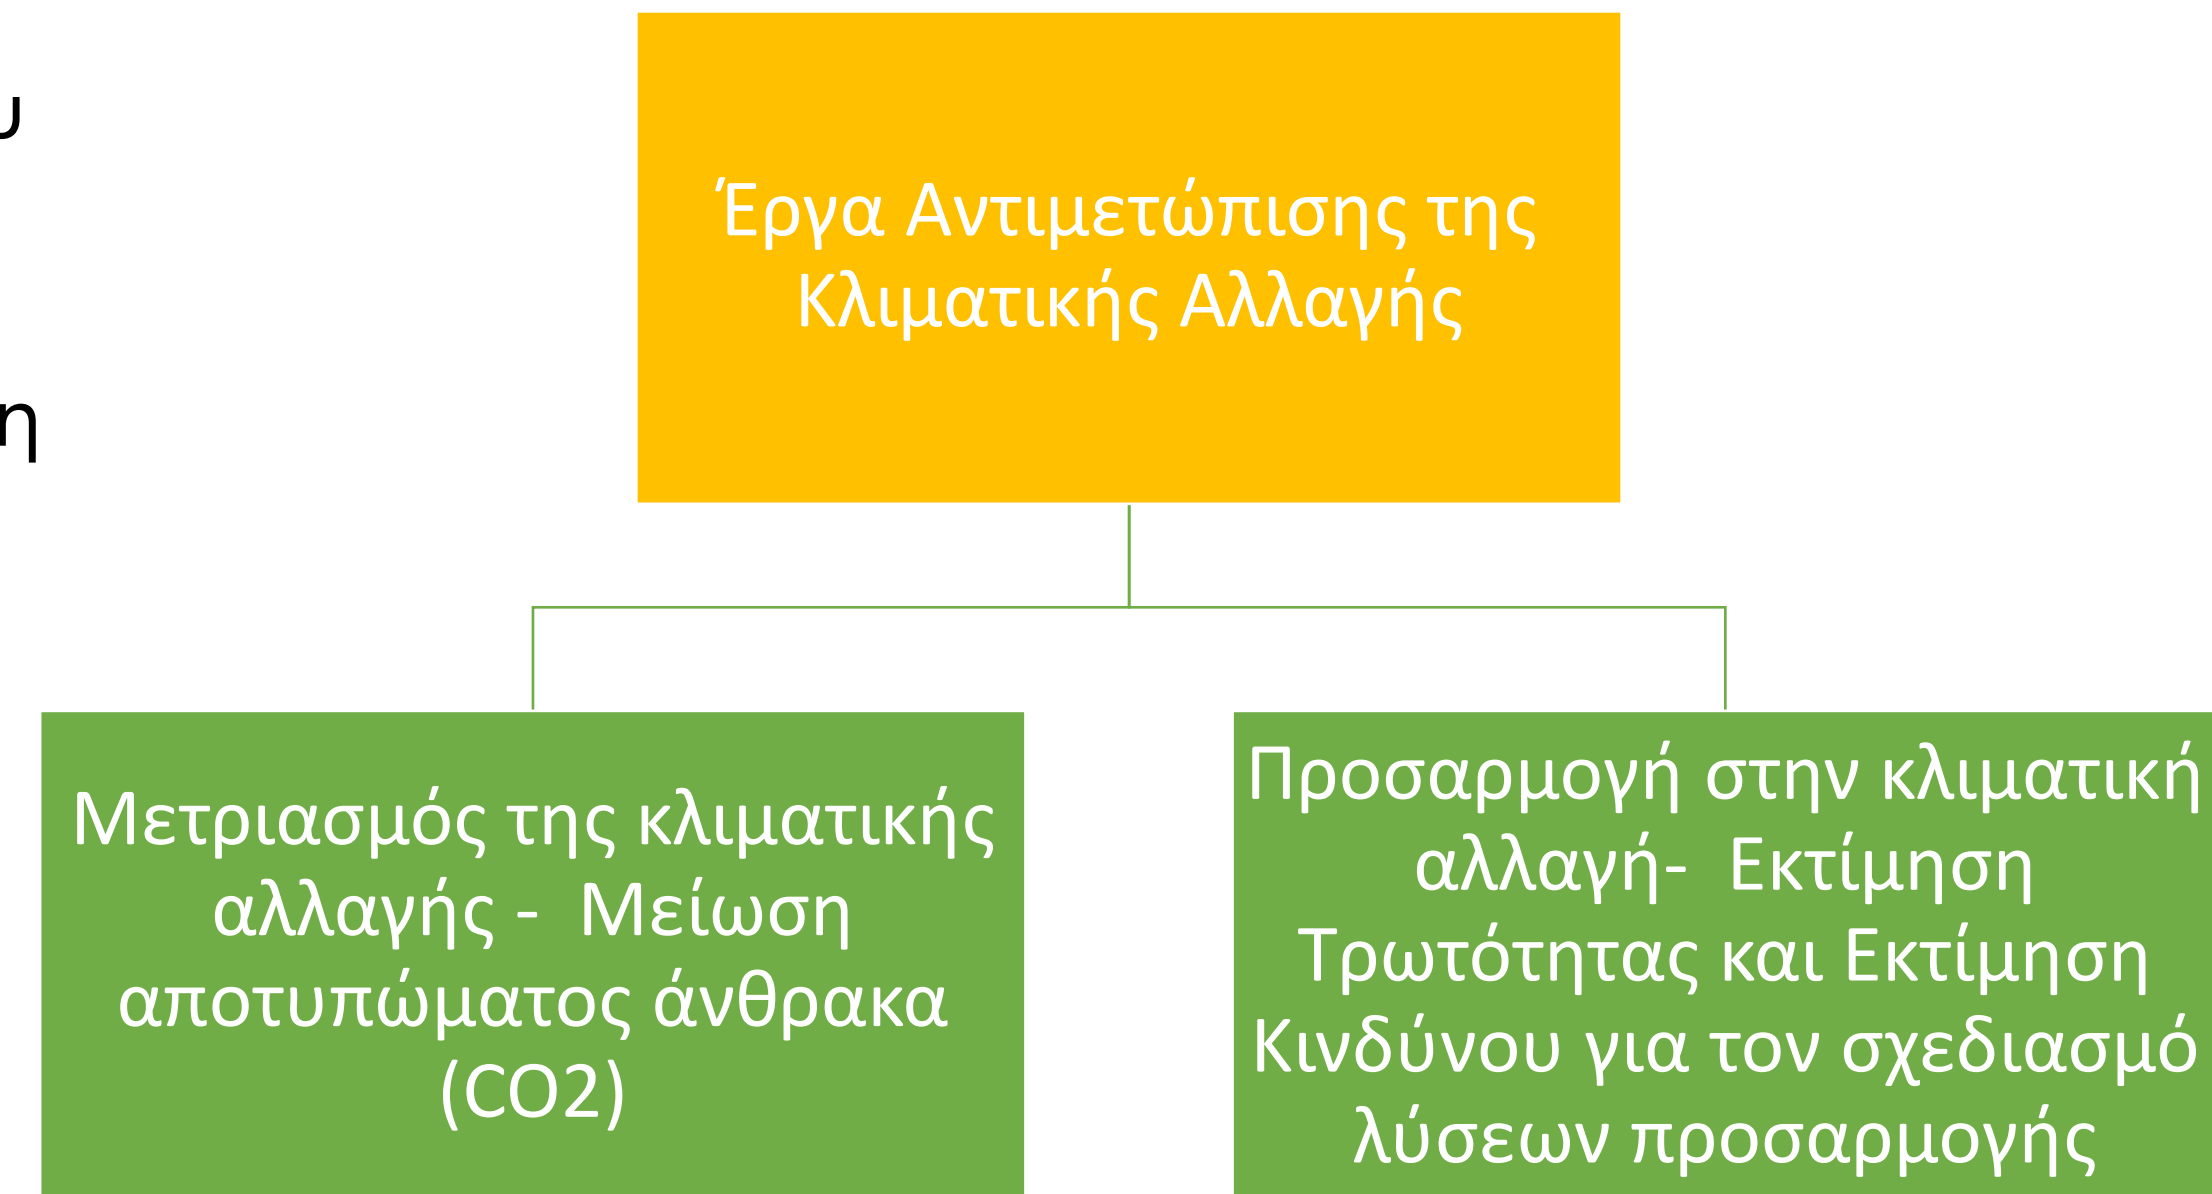 Έργα Αντιμετώπισης της
Κλιματικής Αλλαγής
Μετριασμός της κλιματικής
αλλαγής - Μείωση
αποτυπώματος άνθρακα
(CO2)
Προσαρμογή στην κλιματική
αλλαγή- Εκτίμηση
Τρωτότητας και Εκτίμηση
Κινδύνου για τον σχεδιασμό
λύσεων προσαρμογής